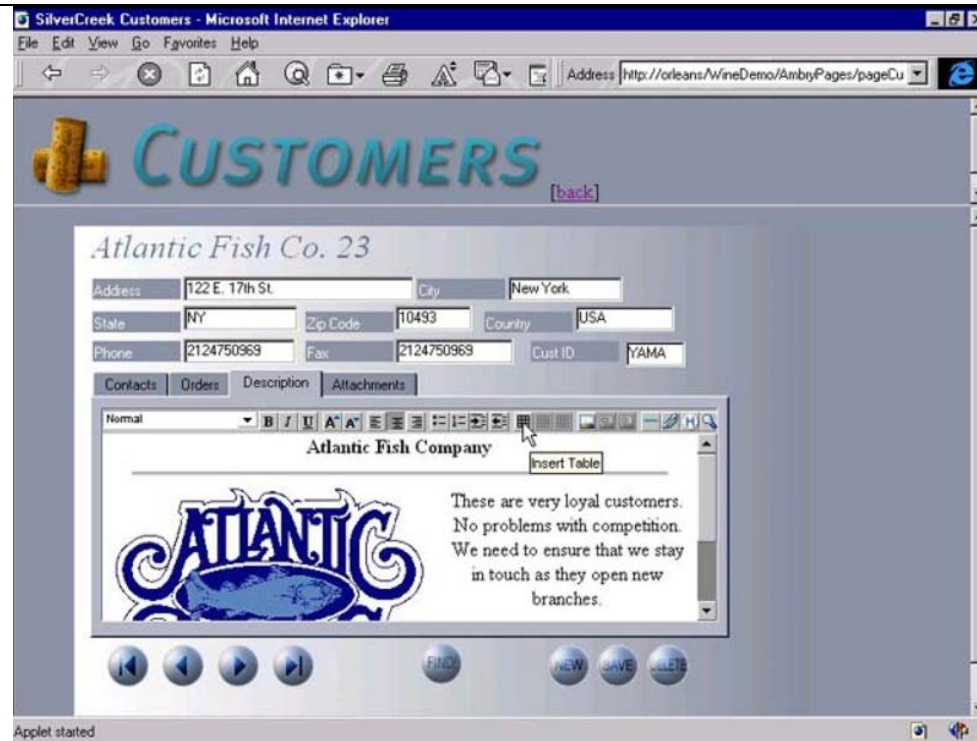 SilverCreek Customers - Microsoft Internet Explorer
File Edit View Go Favorites Help
Address http://orleans/WineDemo/AmbryPages/pageCu
CUSTOMERS
[back]
Atlantic Fish Co. 23
Address 122 E. 17th St. City New York
State NY Zip Code 10493 Country USA
Phone 2124750969 Fax 2124750969 Cust ID YAMA
Contacts Orders Description Attachments
Normal B I U A A H
Atlantic Fish Company
Insert Table
ATLANTIC
These are very loyal customers.
No problems with competition.
We need to ensure that we stay
in touch as they open new
branches.
FIND NEW SAVE DELETE
Applet started